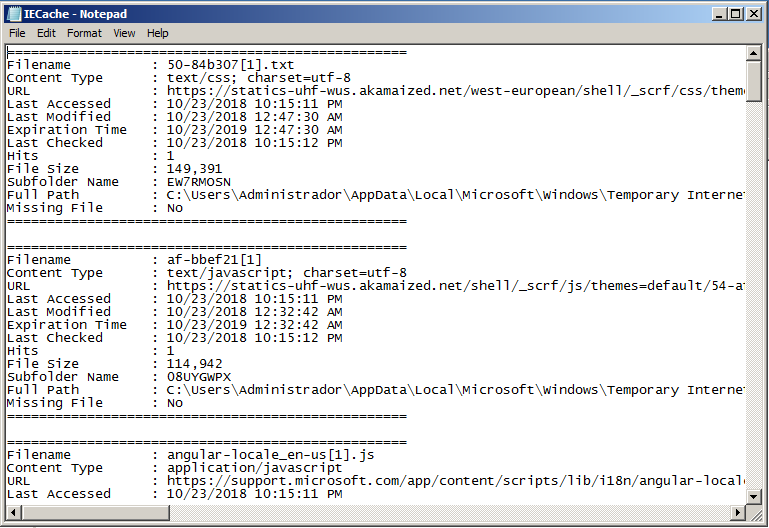 IECache - Notepad
File Edit Format View Help
=================================================
Filename : 50-84b307[1].txt
Content Type : text/css; charset=utf-8
URL : https://statics-uhf-wus.akamaized.net/west-european/shell/_scrf/css/them
Last Accessed : 10/23/2018 10:15:11 PM
Last Modified : 10/23/2018 12:47:30 AM
Expiration Time : 10/23/2019 12:47:30 AM
Last Checked : 10/23/2018 10:15:12 PM
Hits : 1
File Size : 149,391
Subfolder Name : EW7RMOSN
Full Path : C:\Users\Administrador\AppData\Local\Microsoft\Windows\Temporary Internet
Missing File : No
=================================================
=================================================
Filename : af-bbef21[1]
Content Type : text/javascript; charset=utf-8
URL : https://statics-uhf-wus.akamaized.net/shell/_scrf/js/themes=default/54-a
Last Accessed : 10/23/2018 10:15:11 PM
Last Modified : 10/23/2018 12:32:42 AM
Expiration Time : 10/23/2019 12:32:42 AM
Last Checked : 10/23/2018 10:15:12 PM
Hits : 1
File Size : 114,942
Subfolder Name : O8UYGWPX
Full Path : C:\Users\Administrador\AppData\Local\Microsoft\Windows\Temporary Internet
Missing File : No
=================================================
=================================================
Filename : angular-locale_en-us[1].js
Content Type : application/javascript
URL : https://support.microsoft.com/app/content/scripts/lib/i18n/angular-local
Last Accessed : 10/23/2018 10:15:11 PM